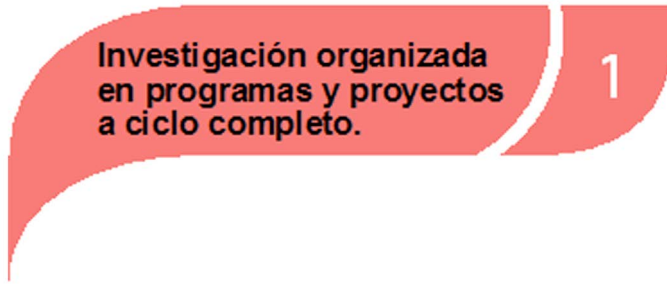 Investigación organizada
en programas y proyectos
a ciclo completo.
1